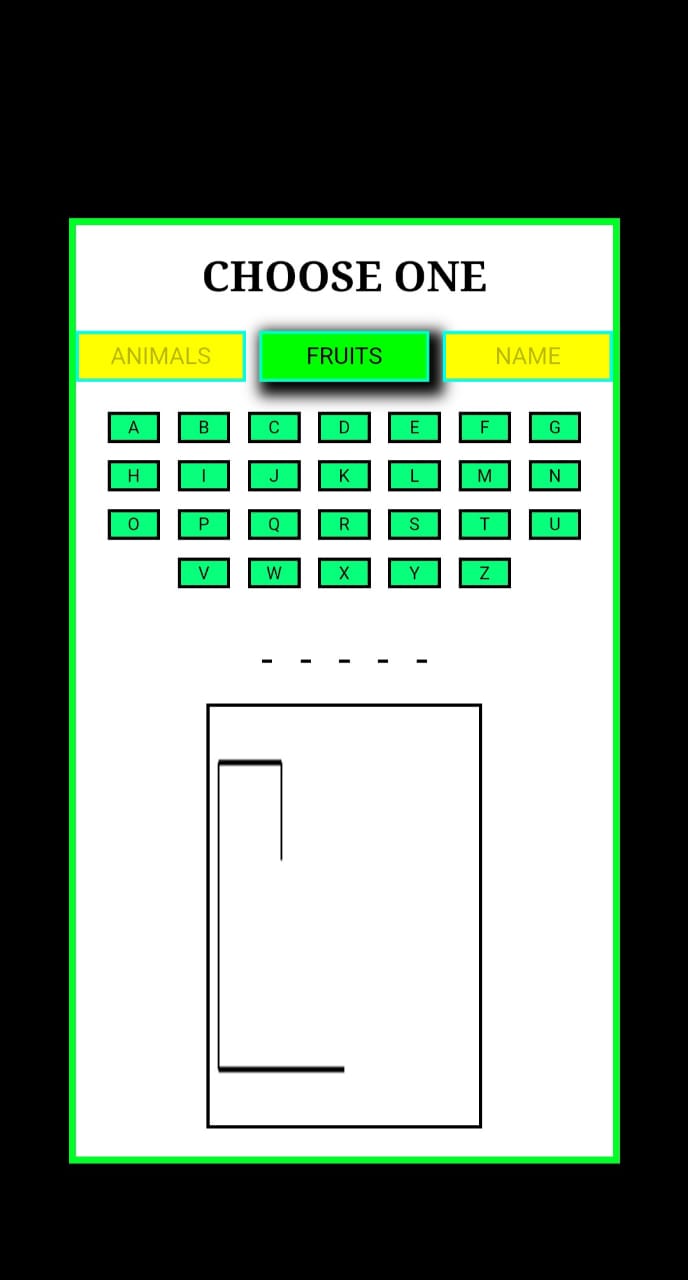 CHOOSE ONE
ANIMALS FRUITS NAME
A B C D E F G
H I J K L M N
O P Q R S T U
V W X Y Z
- - - - -